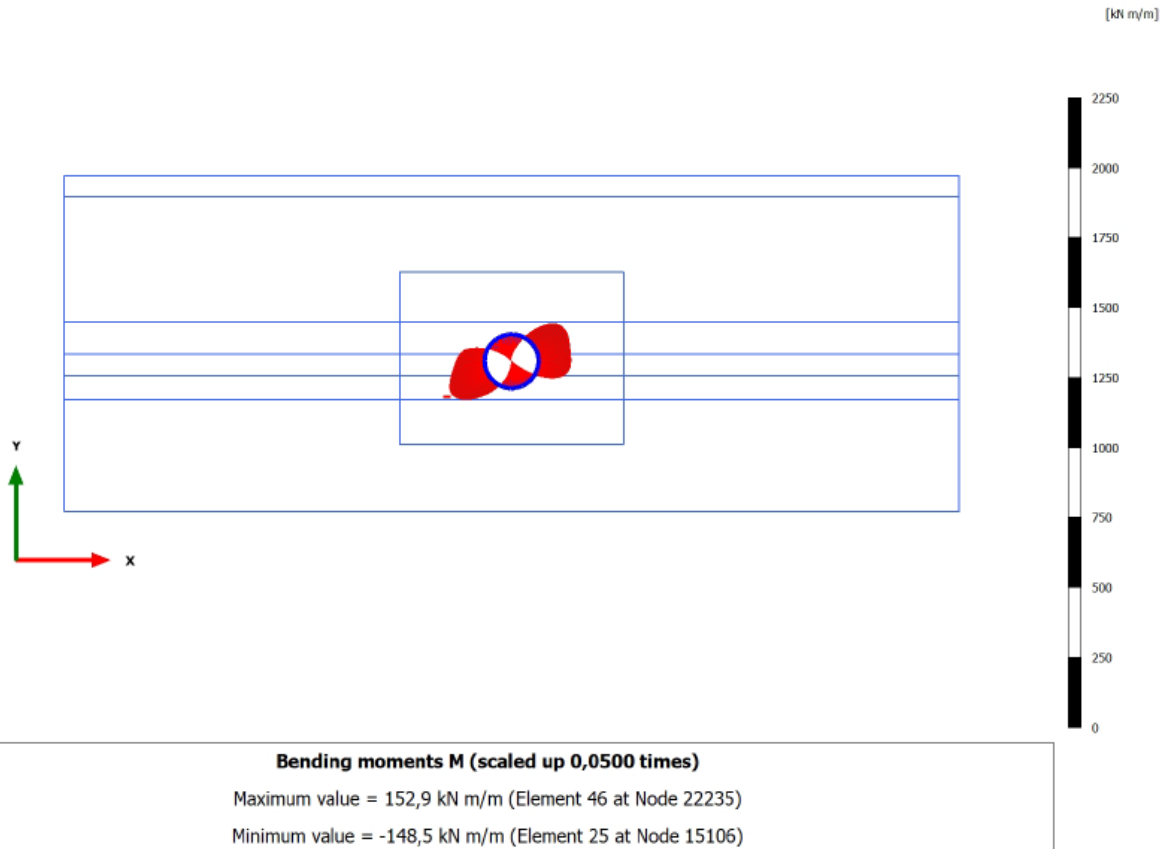 [kN m/m]
2250
2000
1750
1500
1250
1000
750
500
250
0
Y
X
Bending moments M (scaled up 0,0500 times)
Maximum value = 152,9 kN m/m (Element 46 at Node 22235)
Minimum value = -148,5 kN m/m (Element 25 at Node 15106)